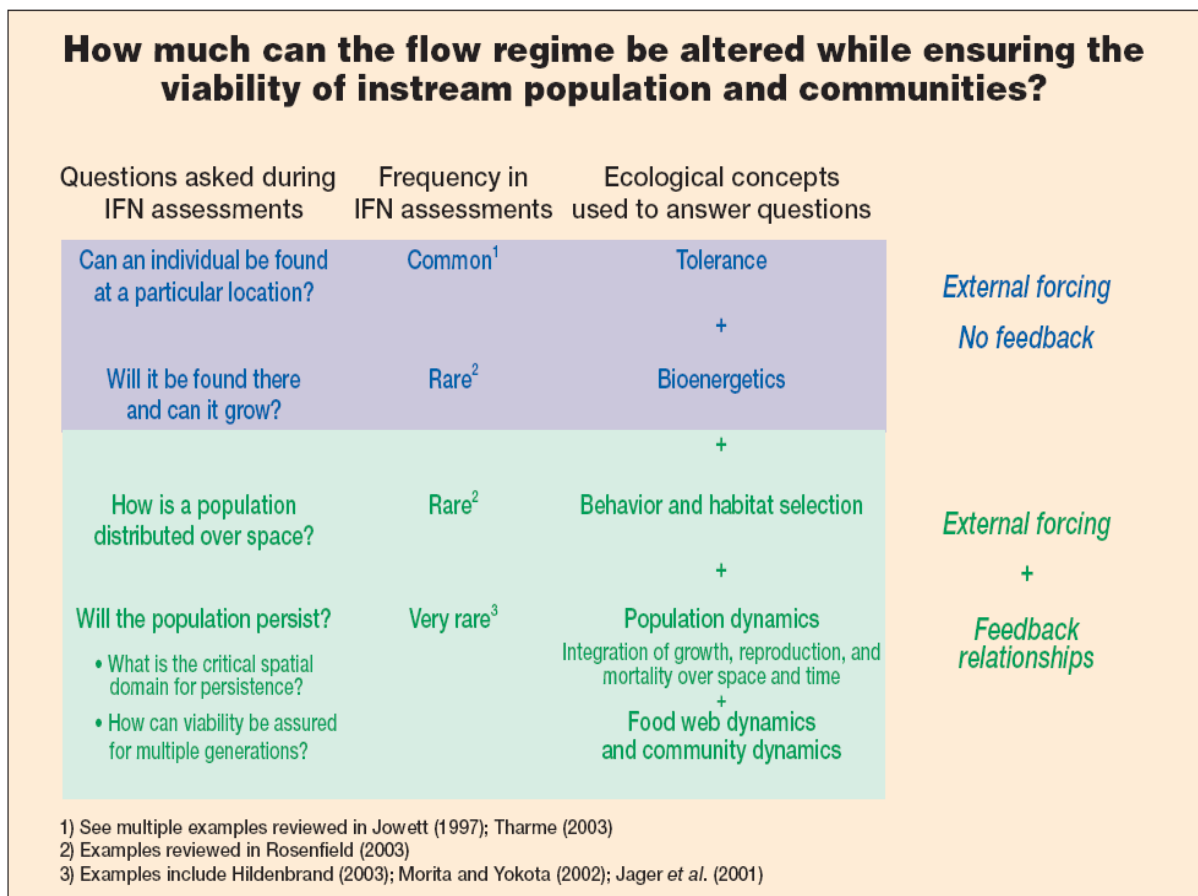 How much can the flow regime be altered while ensuring the
viability of instream population and communities?
Questions asked during
IFN assessments
Frequency in
IFN assessments
Ecological concepts
used to answer questions
Can an individual be found
at a particular location?
Common1
Tolerance
+
Will it be found there
and can it grow?
Rare2
Bioenergetics
External forcing
No feedback
+
How is a population
distributed over space?
Rare2
Behavior and habitat selection
+
Will the population persist?
• What is the critical spatial
domain for persistence?
• How can viability be assured
for multiple generations?
Very rare3
Population dynamics
Integration of growth, reproduction, and
mortality over space and time
+
Food web dynamics
and community dynamics
External forcing
+
Feedback
relationships
1) See multiple examples reviewed in Jowett (1997); Tharme (2003)
2) Examples reviewed in Rosenfield (2003)
3) Examples include Hildenbrand (2003); Morita and Yokota (2002); Jager et al. (2001)